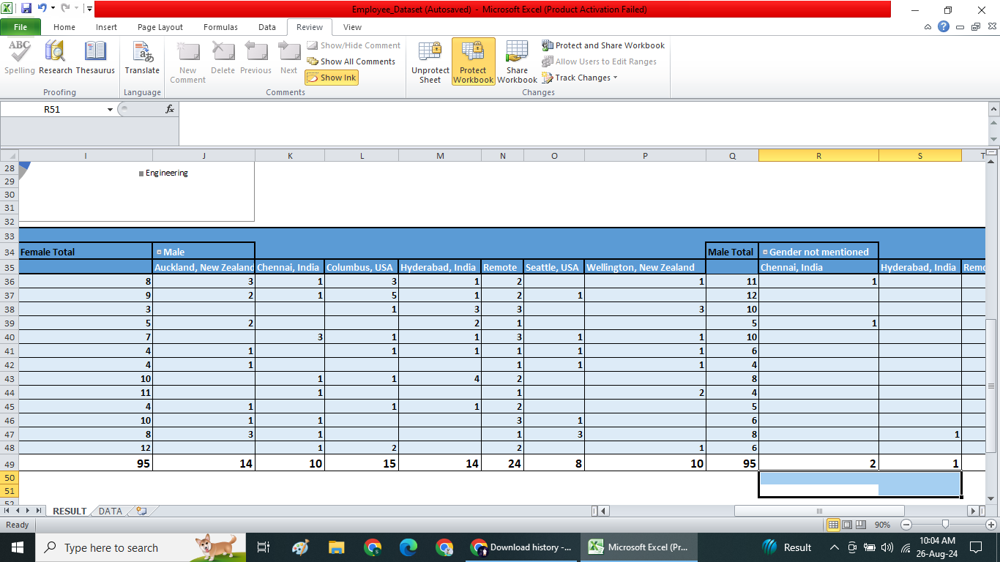 Employee_Dataset (Autosaved) - Microsoft Excel (Product Activation Failed)
File Home Insert Page Layout Formulas Data Review View
ABC
Spelling Research Thesaurus Translate New Comment Delete Previous Next Show/Hide Comment Unprotect Sheet Protect Workbook Share Workbook Protect and Share Workbook
Show All Comments Allow Users to Edit Ranges
Show Ink Track Changes
Proofing Language Comments Changes
R51 fx
I J K L M N O P Q R S T
28
Engineering
29
30
31
32
33
34 Female Total Male Male Total Gender not mentioned
35 Auckland, New Zealand Chennai, India Columbus, USA Hyderabad, India Remote Seattle, USA Wellington, New Zealand Chennai, India Hyderabad, India Remo
36 8 3 1 3 1 2 1 11 1
37 9 2 1 5 1 2 1 12
38 3 1 3 3 3 10
39 5 2 2 1 5 1
40 7 3 1 1 3 1 1 10
41 4 1 1 1 1 1 1 6
42 4 1 1 1 1 4
43 10 1 1 4 2 8
44 11 1 1 2 4
45 4 1 1 1 2 5
46 10 1 1 3 1 6
47 8 3 1 1 3 8 1
48 12 1 2 2 1 6
49 95 14 10 15 14 24 8 10 95 2 1
50
51
52
RESULT DATA
Ready 90%
Type here to search Download history -... Microsoft Excel (Pr... Result 10:04 AM
26-Aug-24